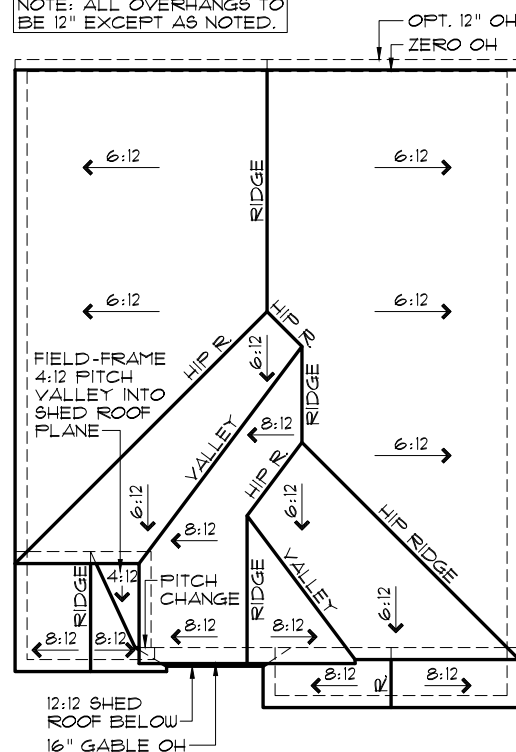 NOTE: ALL OVERHANGS TO
BE 12" EXCEPT AS NOTED.
OPT. 12" OH
ZERO OH
6:12
6:12
RIDGE
6:12
6:12
HIP R.
HIP R.
6:12
FIELD-FRAME
4:12 PITCH
VALLEY INTO
SHED ROOF
PLANE
RIDGE
8:12
VALLEY
6:12
HIP R.
6:12
6:12
8:12
HIP RIDGE
4:12
PITCH
CHANGE
RIDGE
RIDGE
VALLEY
6:12
8:12
8:12
8:12
8:12
8:12
R.
8:12
12:12 SHED
ROOF BELOW
16" GABLE OH